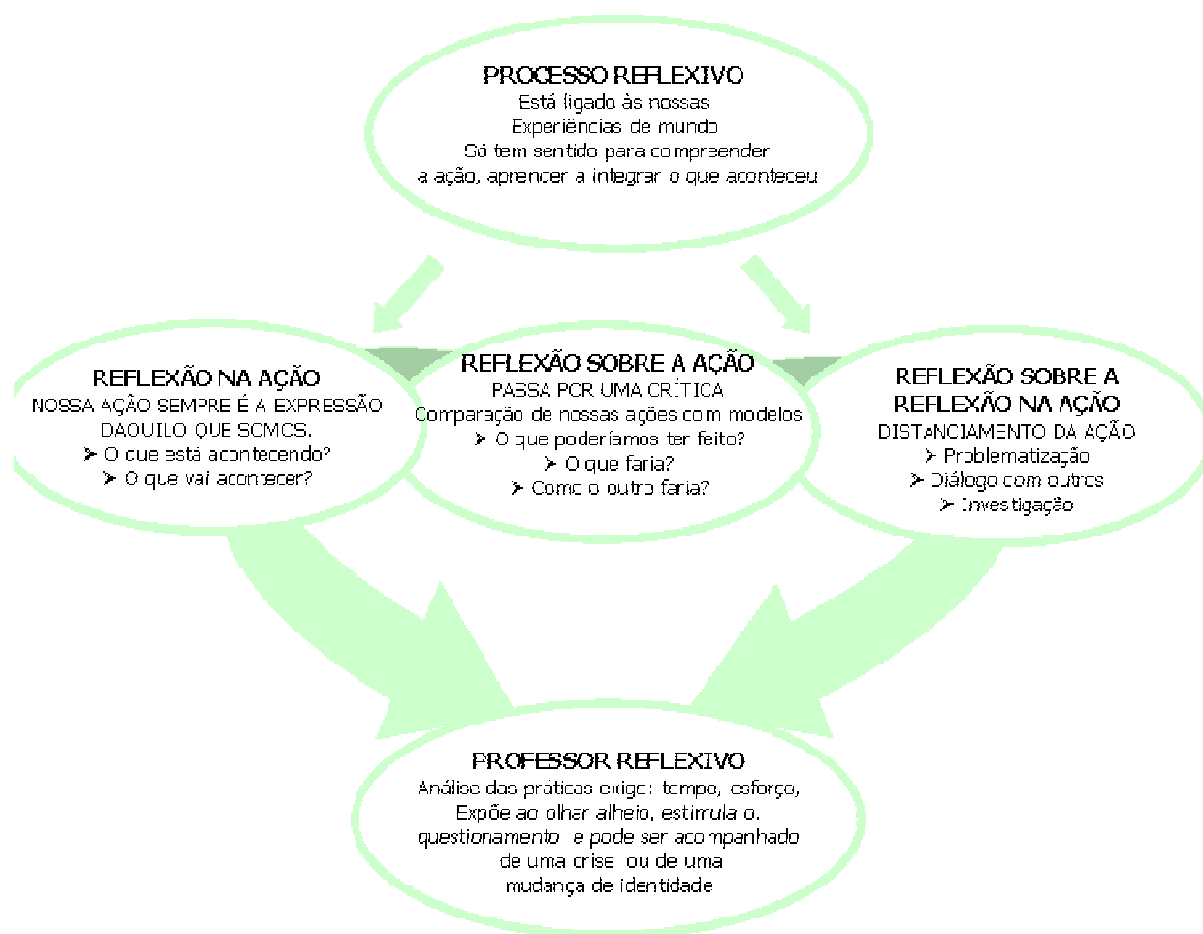 PROCESSO REFLEXIVO
Está ligado às nossas
Experiências de mundo
Só tem sentido para compreender
a ação, aprender a integrar o que aconteceu
REFLEXÃO NA AÇÃO
NOSSA AÇÃO SEMPRE É A EXPRESSÃO
DAQUILO QUE SOMOS.
➢ O que está acontecendo?
➢ O que vai acontecer?
REFLEXÃO SOBRE A AÇÃO
PASSA POR UMA CRÍTICA
Comparação de nossas ações com modelos
➢ O que poderíamos ter feito?
➢ O que faria?
➢ Como o outro faria?
REFLEXÃO SOBRE A
REFLEXÃO NA AÇÃO
DISTANCIAMENTO DA AÇÃO
➢ Problematização
➢ Diálogo com outros
➢ Investigação
PROFESSOR REFLEXIVO
Análise das práticas exige: tempo, esforço,
Expõe ao olhar alheio, estimula o.
questionamento e pode ser acompanhado
de uma crise ou de uma
mudança de identidade